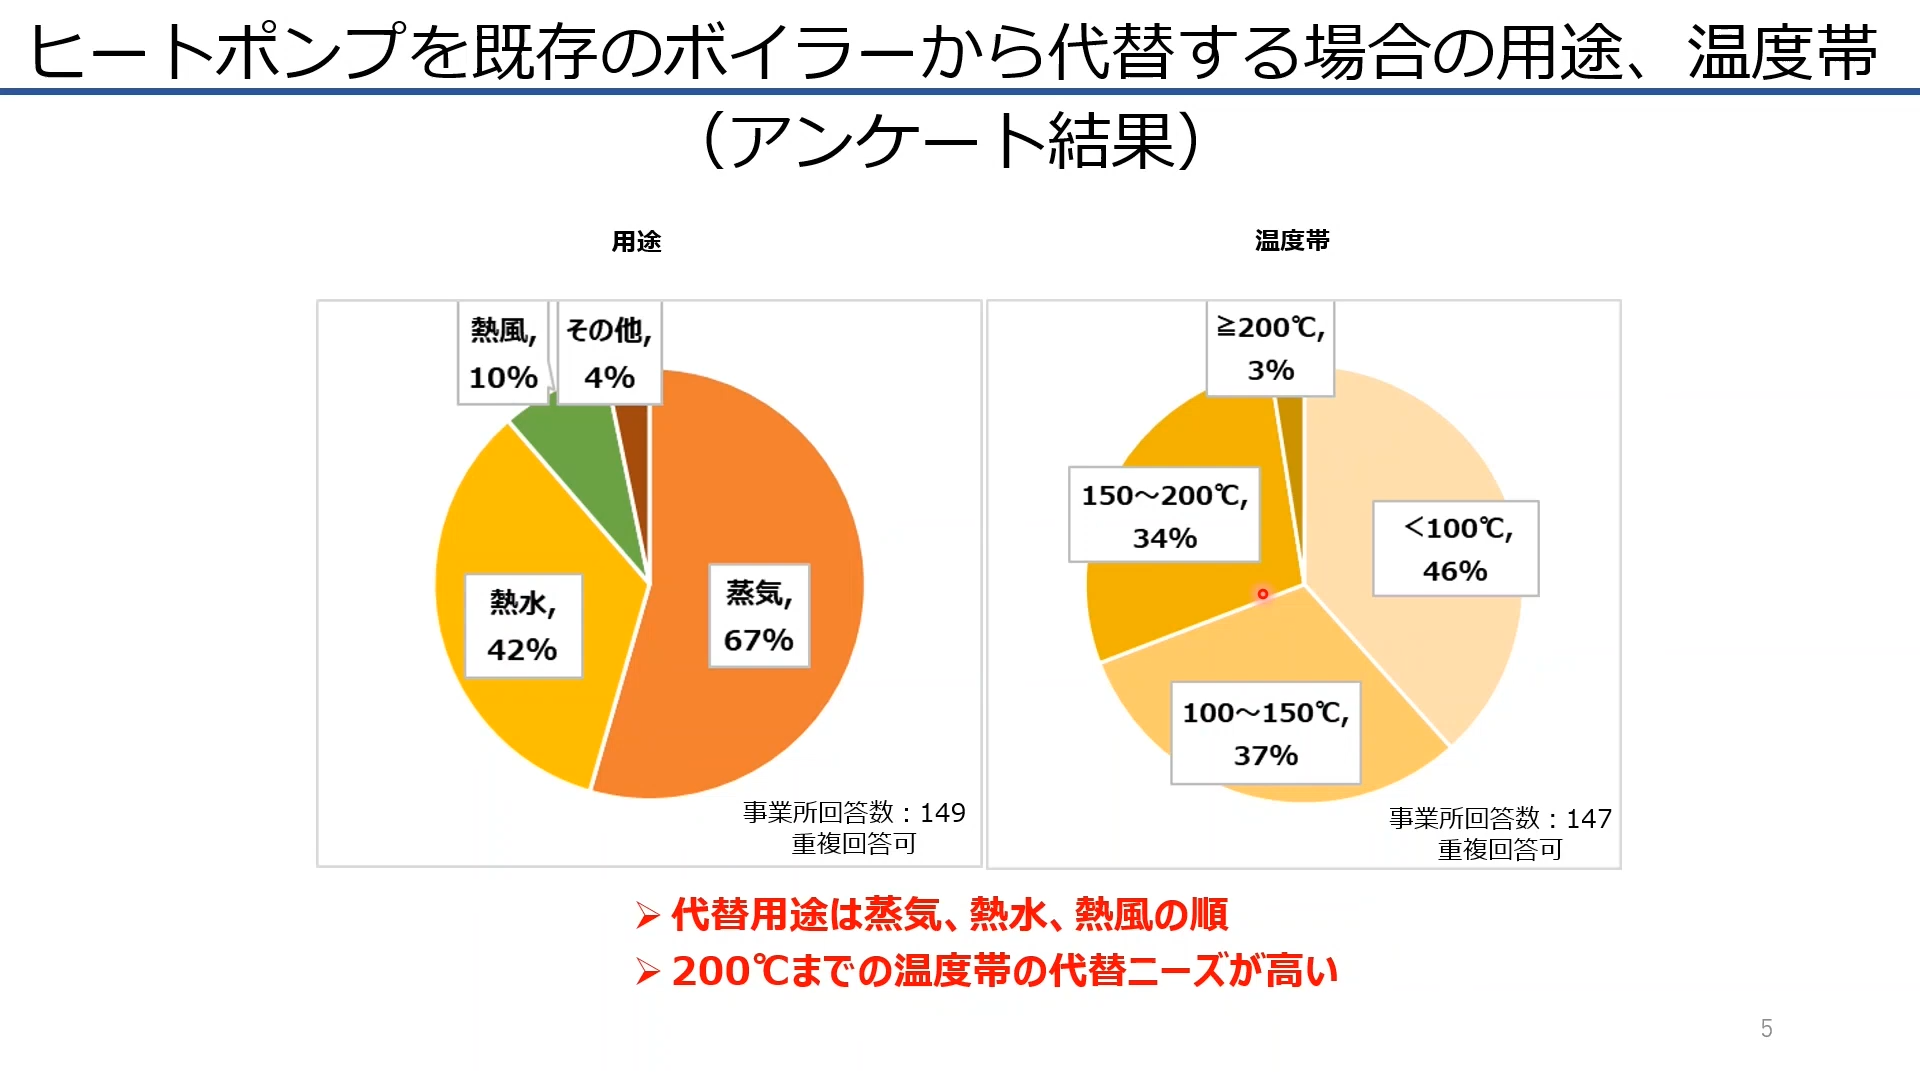 ヒートポンプを既存のボイラーから代替する場合の用途、温度帯
（アンケート結果）
用途
熱風,
10%
その他,
4%
熱水,
42%
蒸気,
67%
事業所回答数：149
重複回答可
温度帯
≧200℃,
3%
150～200℃,
34%
＜100℃,
46%
100～150℃,
37%
事業所回答数：147
重複回答可
➢ 代替用途は蒸気、熱水、熱風の順
➢ 200℃までの温度帯の代替ニーズが高い
5